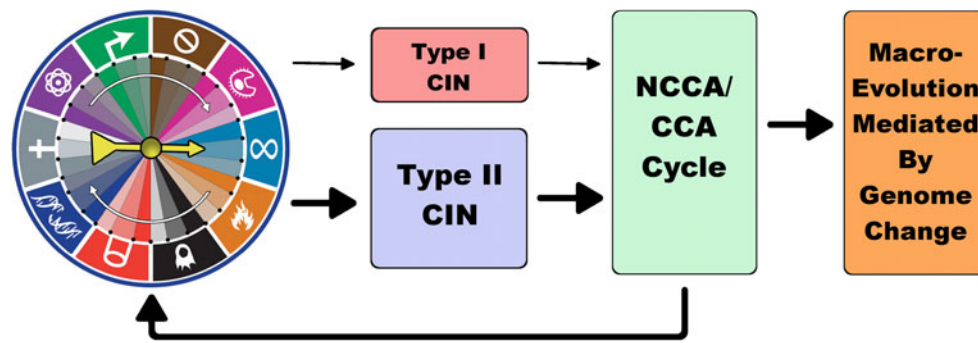 Type I
CIN
Type II
CIN
NCCA/
CCA
Cycle
Macro-
Evolution
Mediated
By
Genome
Change